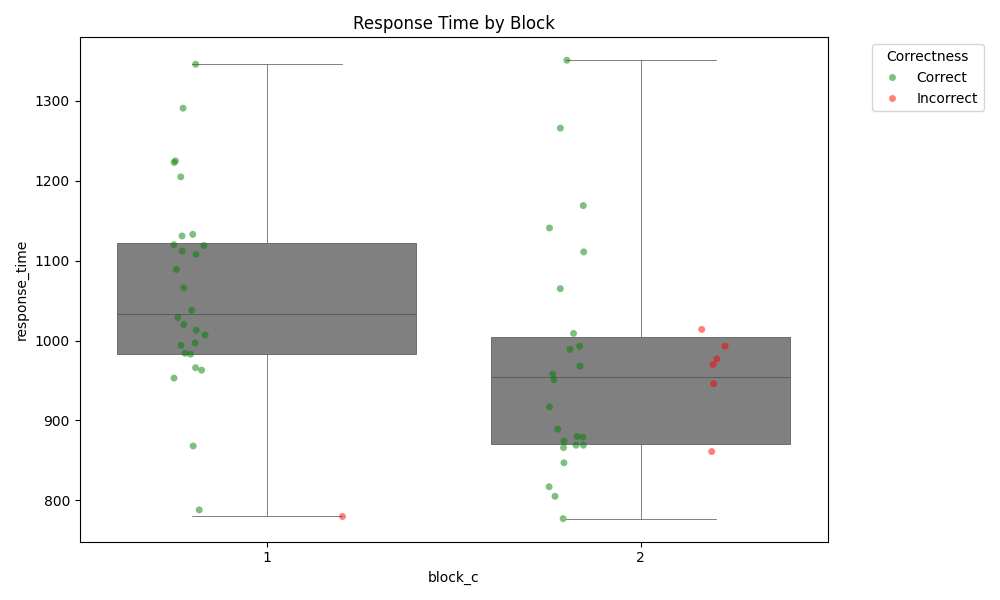 Response Time by Block
Correctness
Correct
Incorrect
response_time
1300
1200
1100
1000
900
800
1
2
block_c